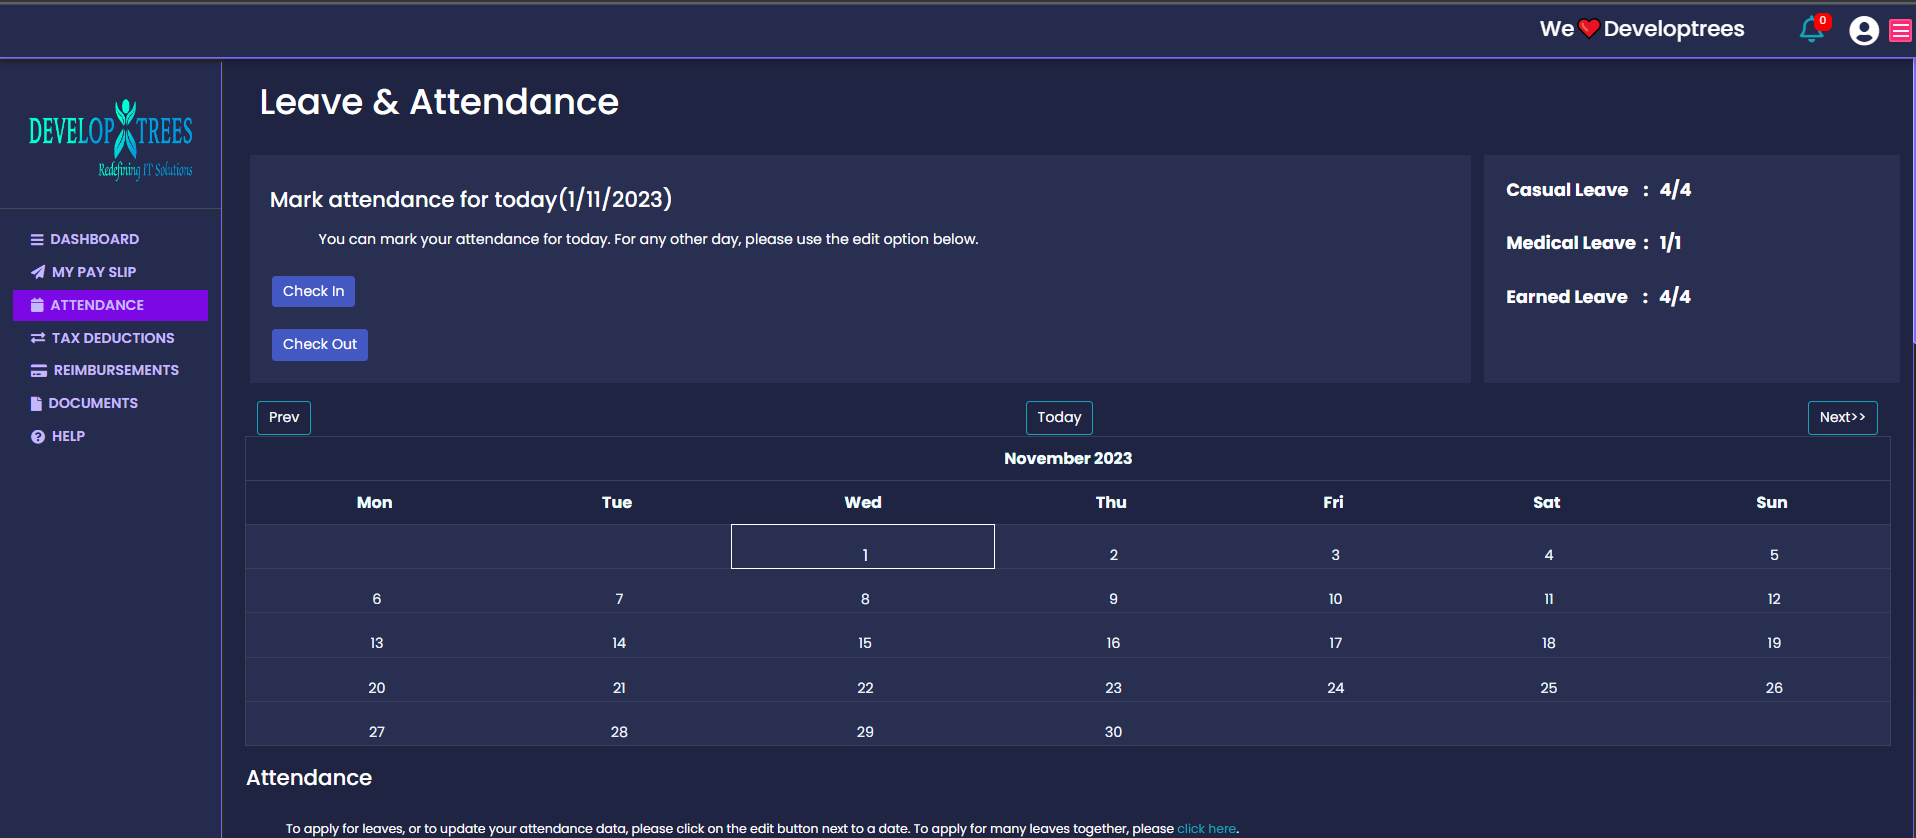 We ❤ Developtrees
0
DEVELOP TREES
Redefining IT Solutions
DASHBOARD
MY PAY SLIP
ATTENDANCE
TAX DEDUCTIONS
REIMBURSEMENTS
DOCUMENTS
HELP
Leave & Attendance
Mark attendance for today(1/11/2023)
You can mark your attendance for today. For any other day, please use the edit option below.
Check In
Check Out
Casual Leave : 4/4
Medical Leave : 1/1
Earned Leave : 4/4
Prev Today Next>>
November 2023
Mon Tue Wed Thu Fri Sat Sun
1 2 3 4 5
6 7 8 9 10 11 12
13 14 15 16 17 18 19
20 21 22 23 24 25 26
27 28 29 30
Attendance
To apply for leaves, or to update your attendance data, please click on the edit button next to a date. To apply for many leaves together, please click here.